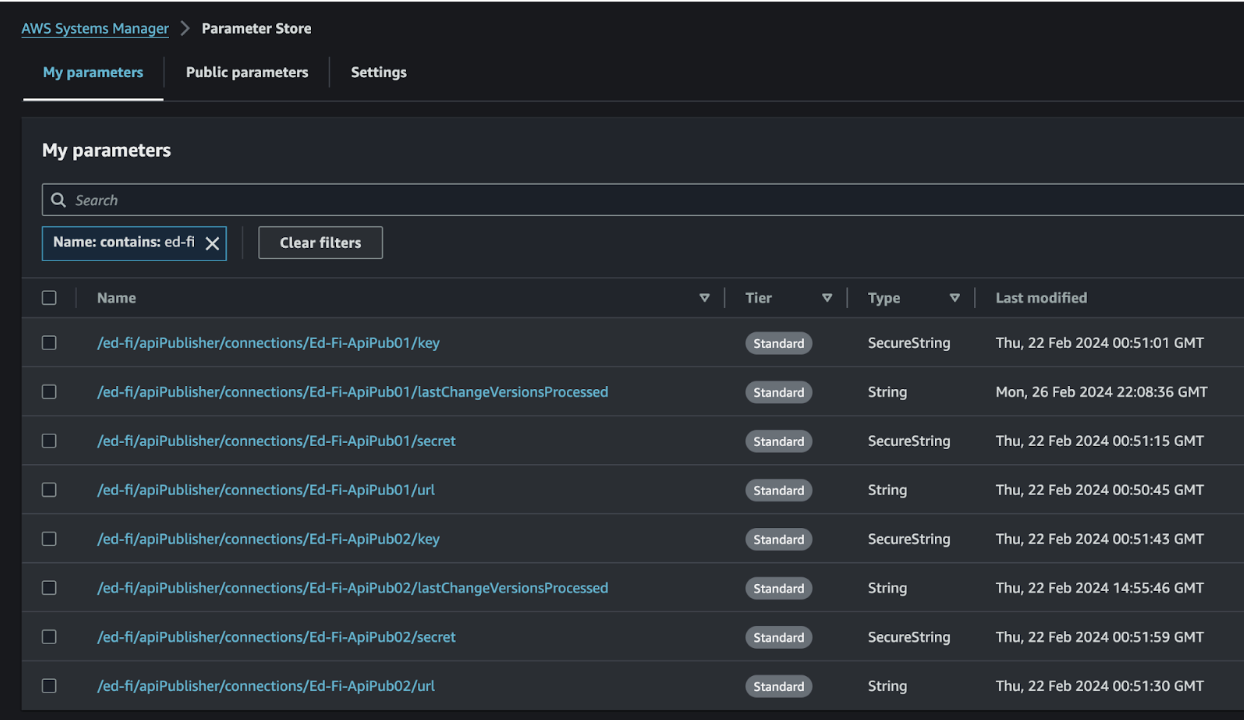 AWS Systems Manager > Parameter Store
My parameters Public parameters Settings
My parameters
Search
Name: contains: ed-fi Clear filters
Name Tier Type Last modified
/ed-fi/apiPublisher/connections/Ed-Fi-ApiPub01/key Standard SecureString Thu, 22 Feb 2024 00:51:01 GMT
/ed-fi/apiPublisher/connections/Ed-Fi-ApiPub01/lastChangeVersionsProcessed Standard String Mon, 26 Feb 2024 22:08:36 GMT
/ed-fi/apiPublisher/connections/Ed-Fi-ApiPub01/secret Standard SecureString Thu, 22 Feb 2024 00:51:15 GMT
/ed-fi/apiPublisher/connections/Ed-Fi-ApiPub01/url Standard String Thu, 22 Feb 2024 00:50:45 GMT
/ed-fi/apiPublisher/connections/Ed-Fi-ApiPub02/key Standard SecureString Thu, 22 Feb 2024 00:51:43 GMT
/ed-fi/apiPublisher/connections/Ed-Fi-ApiPub02/lastChangeVersionsProcessed Standard String Thu, 22 Feb 2024 14:55:46 GMT
/ed-fi/apiPublisher/connections/Ed-Fi-ApiPub02/secret Standard SecureString Thu, 22 Feb 2024 00:51:59 GMT
/ed-fi/apiPublisher/connections/Ed-Fi-ApiPub02/url Standard String Thu, 22 Feb 2024 00:51:30 GMT